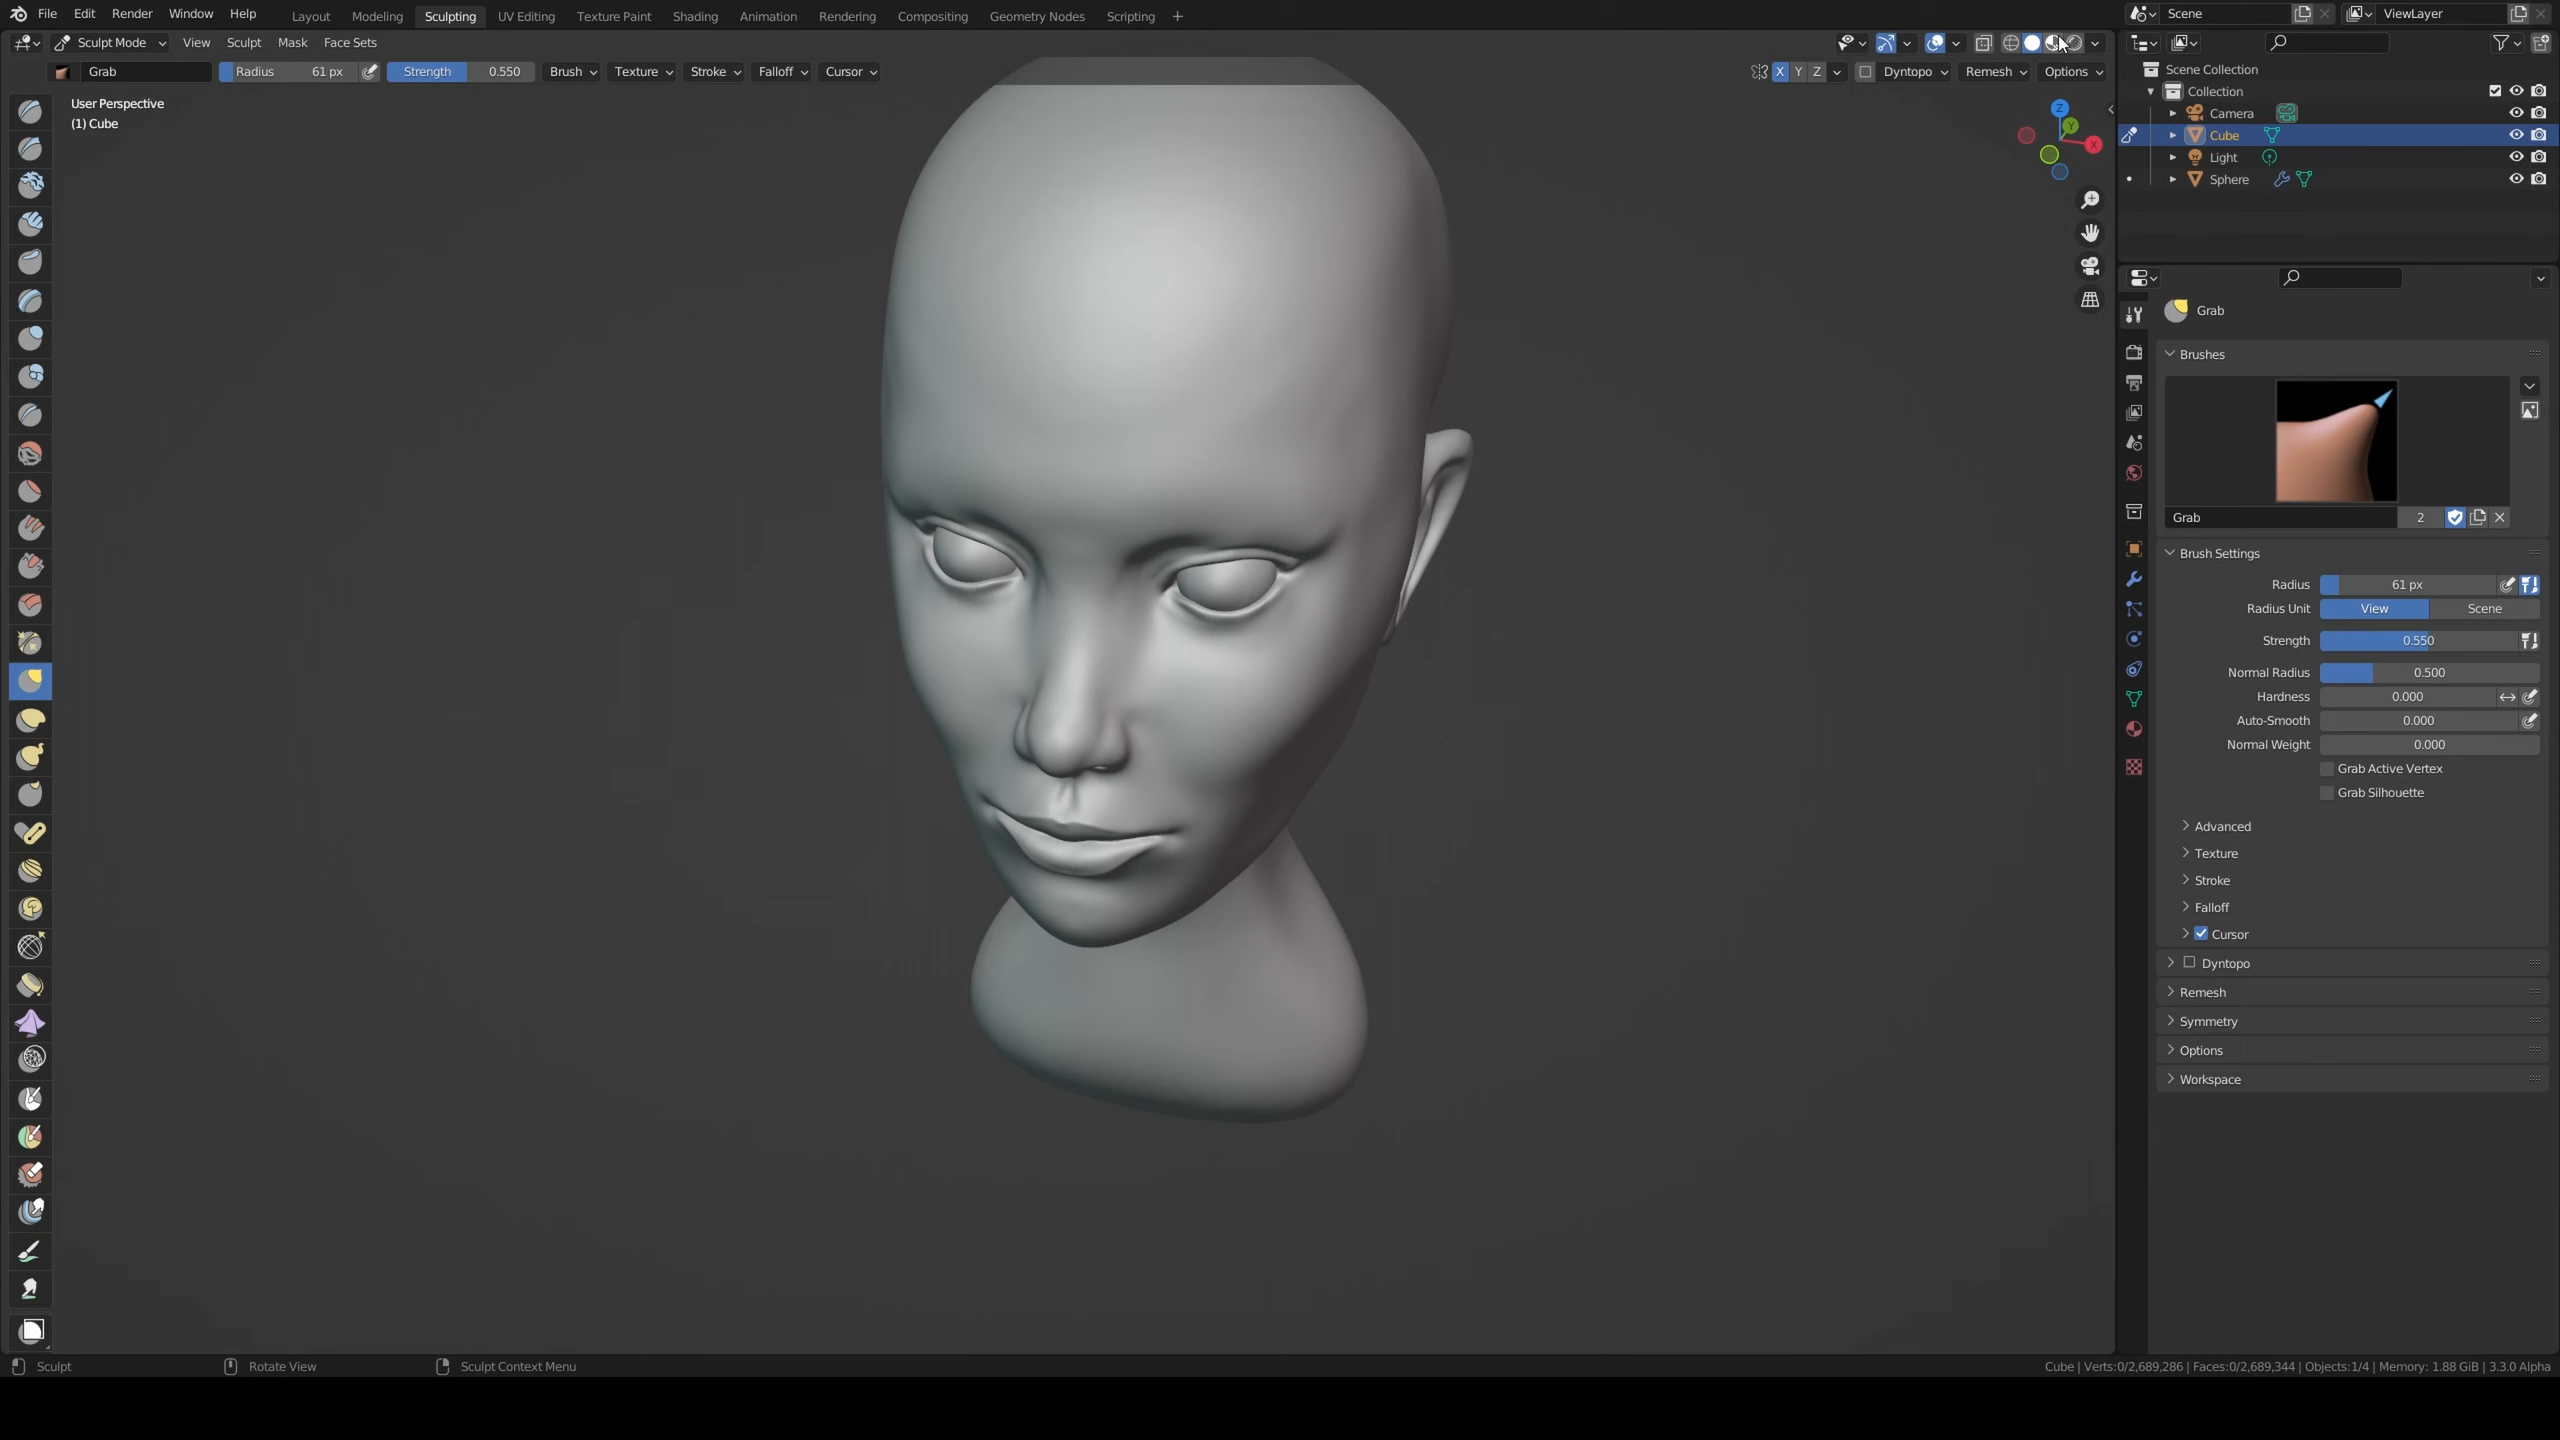 File Edit Render Window Help Layout Modeling Sculpting UV Editing Texture Paint Shading Animation Rendering Compositing Geometry Nodes Scripting + Scene ViewLayer
Sculpt Mode View Sculpt Mask Face Sets
Grab Radius 61 px Strength 0.550 Brush Texture Stroke Falloff Cursor X Y Z Dyntopo Remesh Options
User Perspective
(1) Cube
Z
Y
X
Scene Collection
Collection
Camera
Cube
Light
Sphere
Grab
Brushes
Grab 2
Brush Settings
Radius 61 px
Radius Unit View Scene
Strength 0.550
Normal Radius 0.500
Hardness 0.000
Auto-Smooth 0.000
Normal Weight 0.000
Grab Active Vertex
Grab Silhouette
Advanced
Texture
Stroke
Falloff
Cursor
Dyntopo
Remesh
Symmetry
Options
Workspace
Sculpt Rotate View Sculpt Context Menu Cube | Verts:0/2,689,286 | Faces:0/2,689,344 | Objects:1/4 | Memory: 1.88 GiB | 3.3.0 Alpha